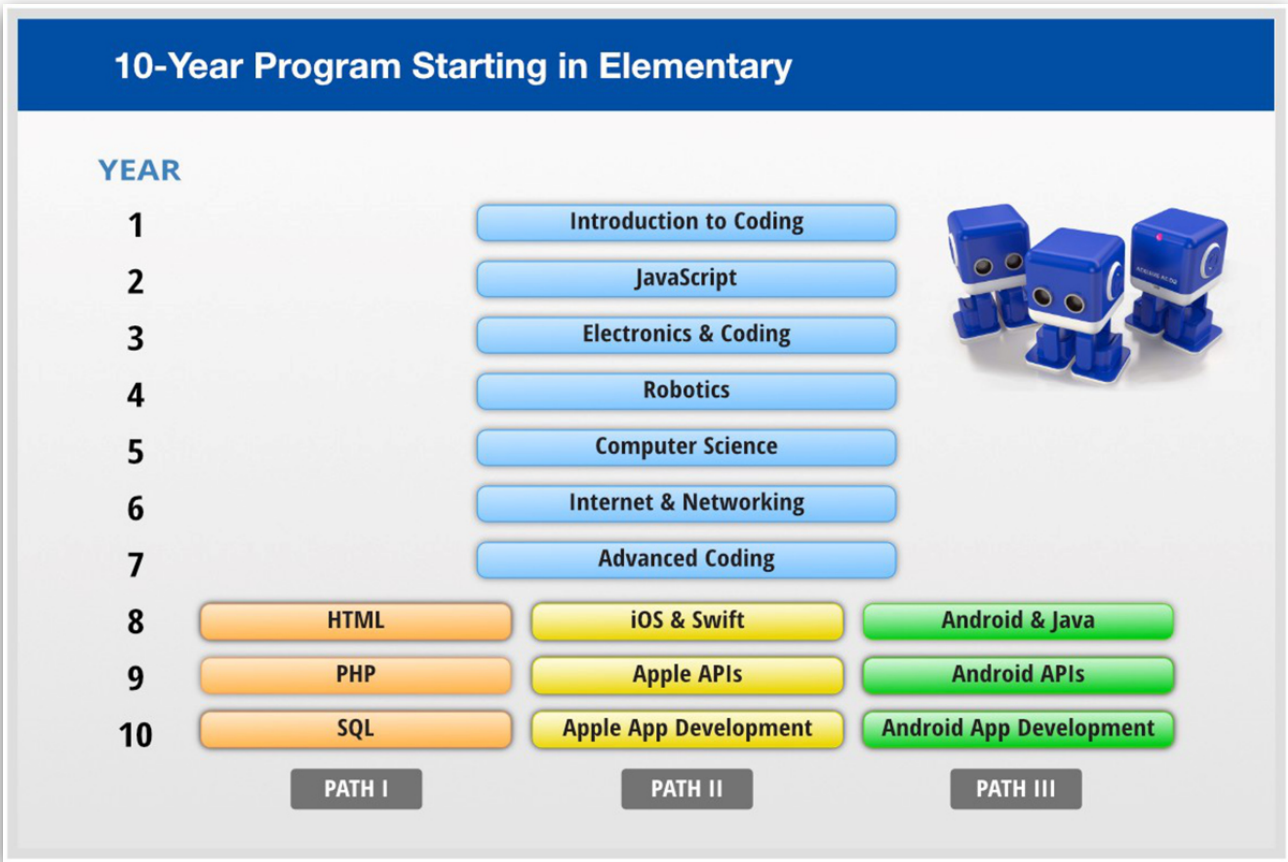 10-Year Program Starting in Elementary
YEAR
1 Introduction to Coding
2 JavaScript
3 Electronics & Coding
4 Robotics
5 Computer Science
6 Internet & Networking
7 Advanced Coding
8 HTML iOS & Swift Android & Java
9 PHP Apple APIs Android APIs
10 SQL Apple App Development Android App Development
PATH I PATH II PATH III